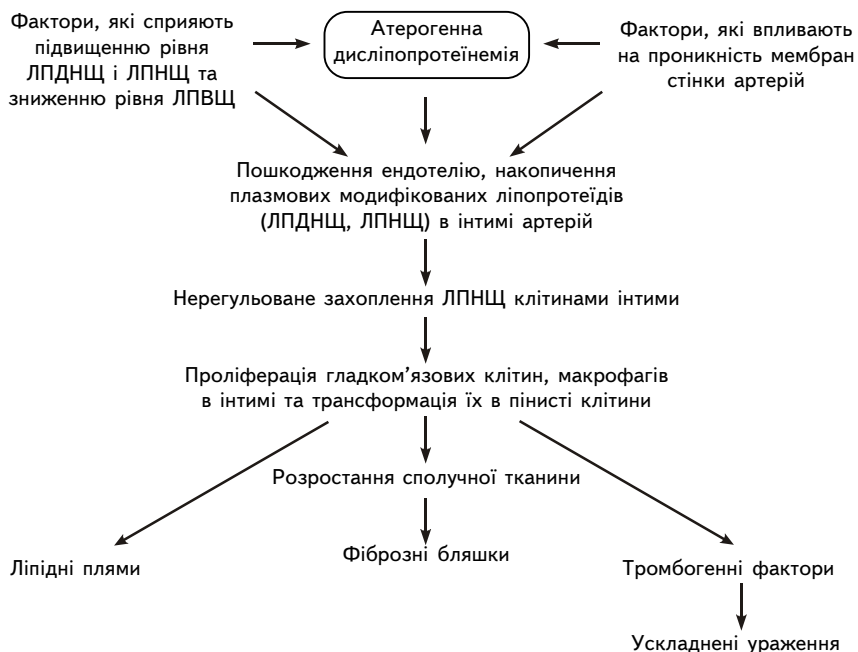 Фактори, які сприяють
підвищенню рівня
ЛПДНЩ і ЛПНЩ та
зниженню рівня ЛПВЩ
Атерогенна
дисліпопротеїнемія
Фактори, які впливають
на проникність мембран
стінки артерій
Пошкодження ендотелію, накопичення
плазмових модифікованих ліпопротеїдів
(ЛПДНЩ, ЛПНЩ) в інтимі артерій
Нерегульоване захоплення ЛПНЩ клітинами інтими
Проліферація гладком’язових клітин, макрофагів
в інтимі та трансформація їх в пінисті клітини
Розростання сполучної тканини
Ліпідні плями
Фіброзні бляшки
Тромбогенні фактори
Ускладнені ураження